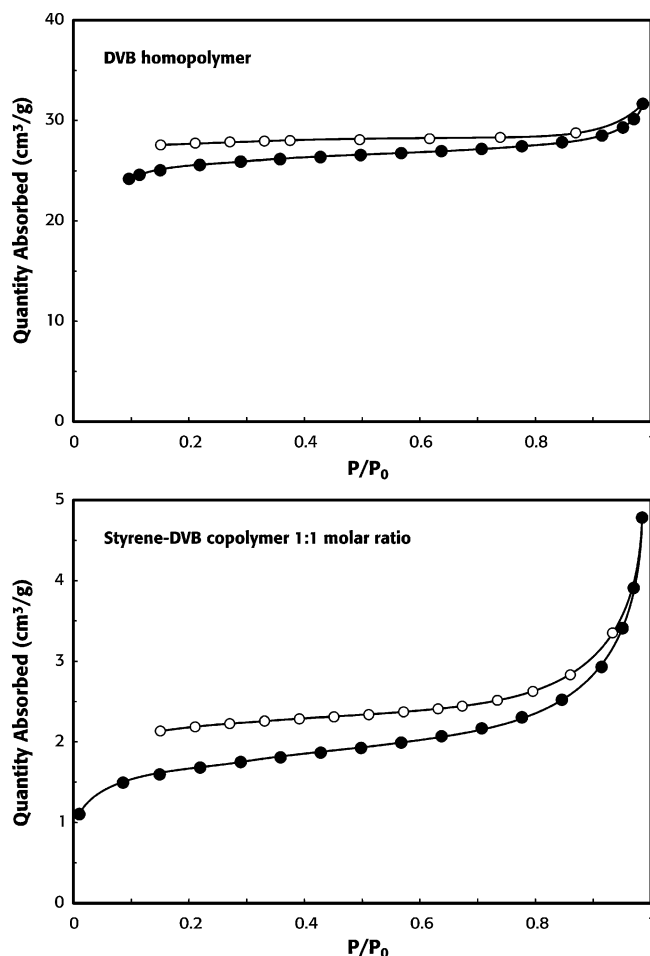 40
DVB homopolymer
30
20
10
0
Quantity Absorbed (cm³/g)
0 0.2 0.4 0.6 0.8 1
P/P₀
5
Styrene-DVB copolymer 1:1 molar ratio
4
3
2
1
0
Quantity Absorbed (cm³/g)
0 0.2 0.4 0.6 0.8 1
P/P₀